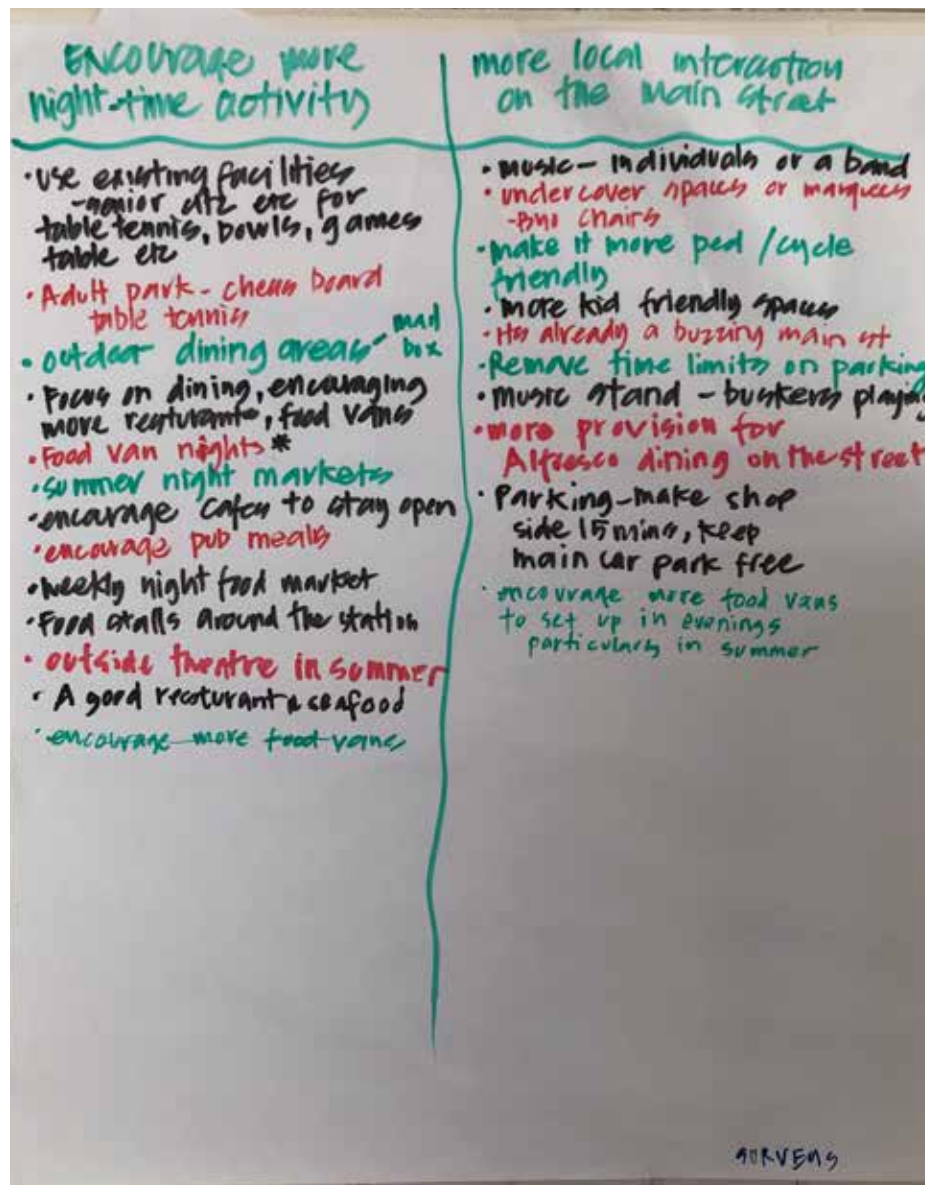 Encourage more
night-time activity
• use existing facilities
- senior citz etc for
table tennis, bowls, games
table etc
• Adult park - chess board
table tennis
• outdoor dining areas - mad
box
• Focus on dining, encouraging
more resturants, food vans
• Food van nights *
• summer night markets
• encourage cafes to stay open
• encourage pub meals
• weekly night food market
• Food stalls around the station
• outside theatre in summer
• A good resturant & seafood
• encourage more food vans
more local interaction
on the main street
• music - individuals or a band
• undercover spaces or marquees
- BYO chairs
• make it more ped / cycle
friendly
• more kid friendly spaces
• Its already a buzzing main st
• Remove time limits on parking
• music stand - buskers playing
• more provision for
Alfresco dining on the street
• Parking - make shop
side 15 mins, keep
main car park free
• encourage more food vans
to set up in evenings
particularly in summer